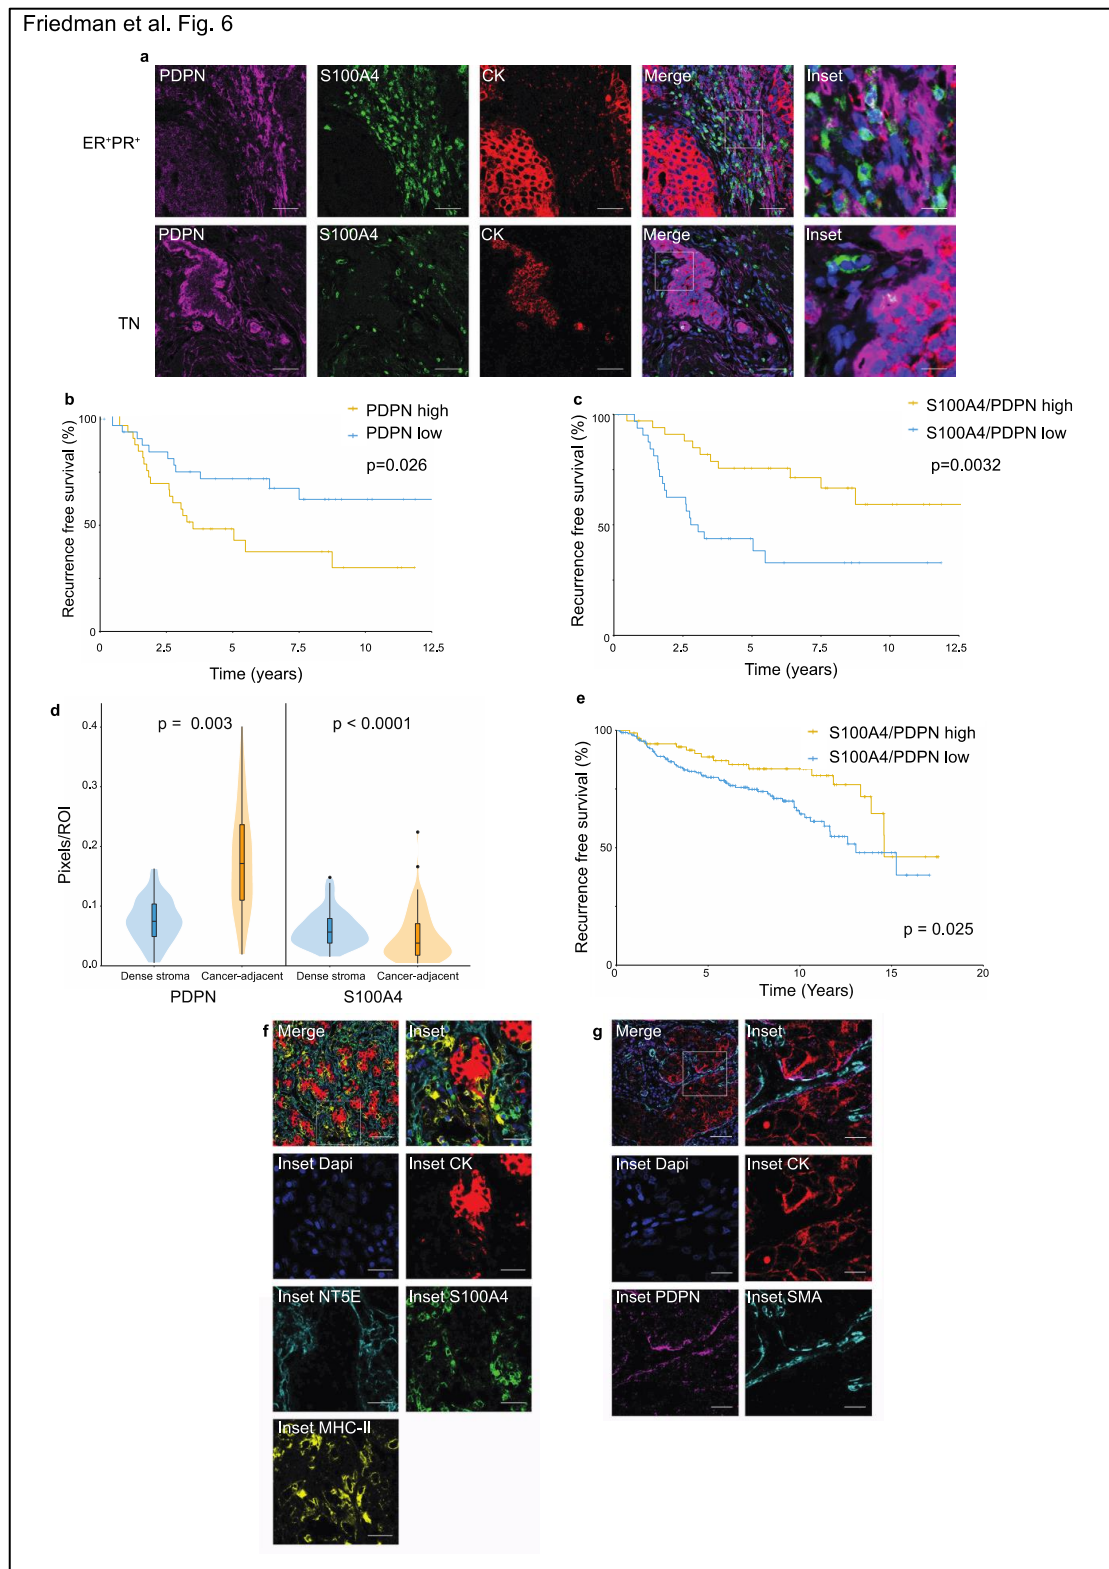 Friedman et al. Fig. 6
a
PDPN S100A4 CK Merge Inset
ER⁺PR⁺
PDPN S100A4 CK Merge Inset
TN
b
PDPN high
PDPN low
p=0.026
Recurrence free survival (%)
100
50
0
0 2.5 5 7.5 10 12.5
Time (years)
c
S100A4/PDPN high
S100A4/PDPN low
p=0.0032
Recurrence free survival (%)
100
50
0
0 2.5 5 7.5 10 12.5
Time (years)
d
p = 0.003 p < 0.0001
Pixels/ROI
0.4
0.3
0.2
0.1
0.0
Dense stroma Cancer-adjacent Dense stroma Cancer-adjacent
PDPN S100A4
e
S100A4/PDPN high
S100A4/PDPN low
Recurrence free survival (%)
100
50
0
p = 0.025
0 5 10 15 20
Time (Years)
f
Merge Inset
Inset Dapi Inset CK
Inset NT5E Inset S100A4
Inset MHC-II
g
Merge Inset
Inset Dapi Inset CK
Inset PDPN Inset SMA